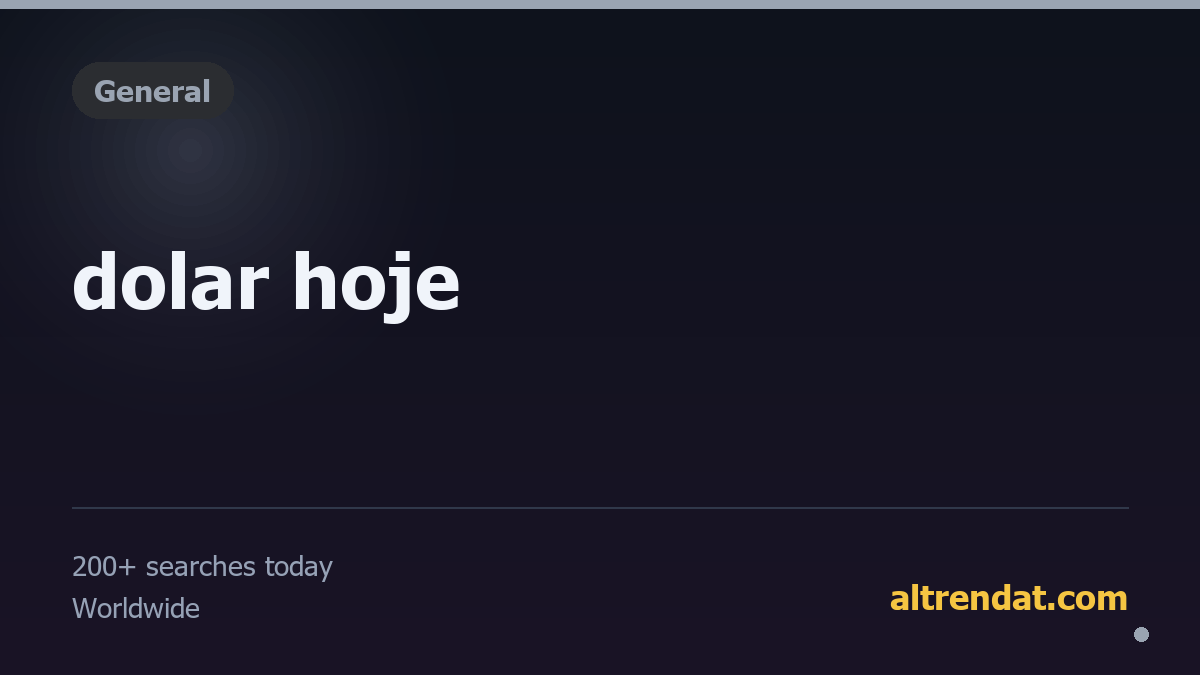 General
dolar hoje
200+ searches today
Worldwide
altrendat.com